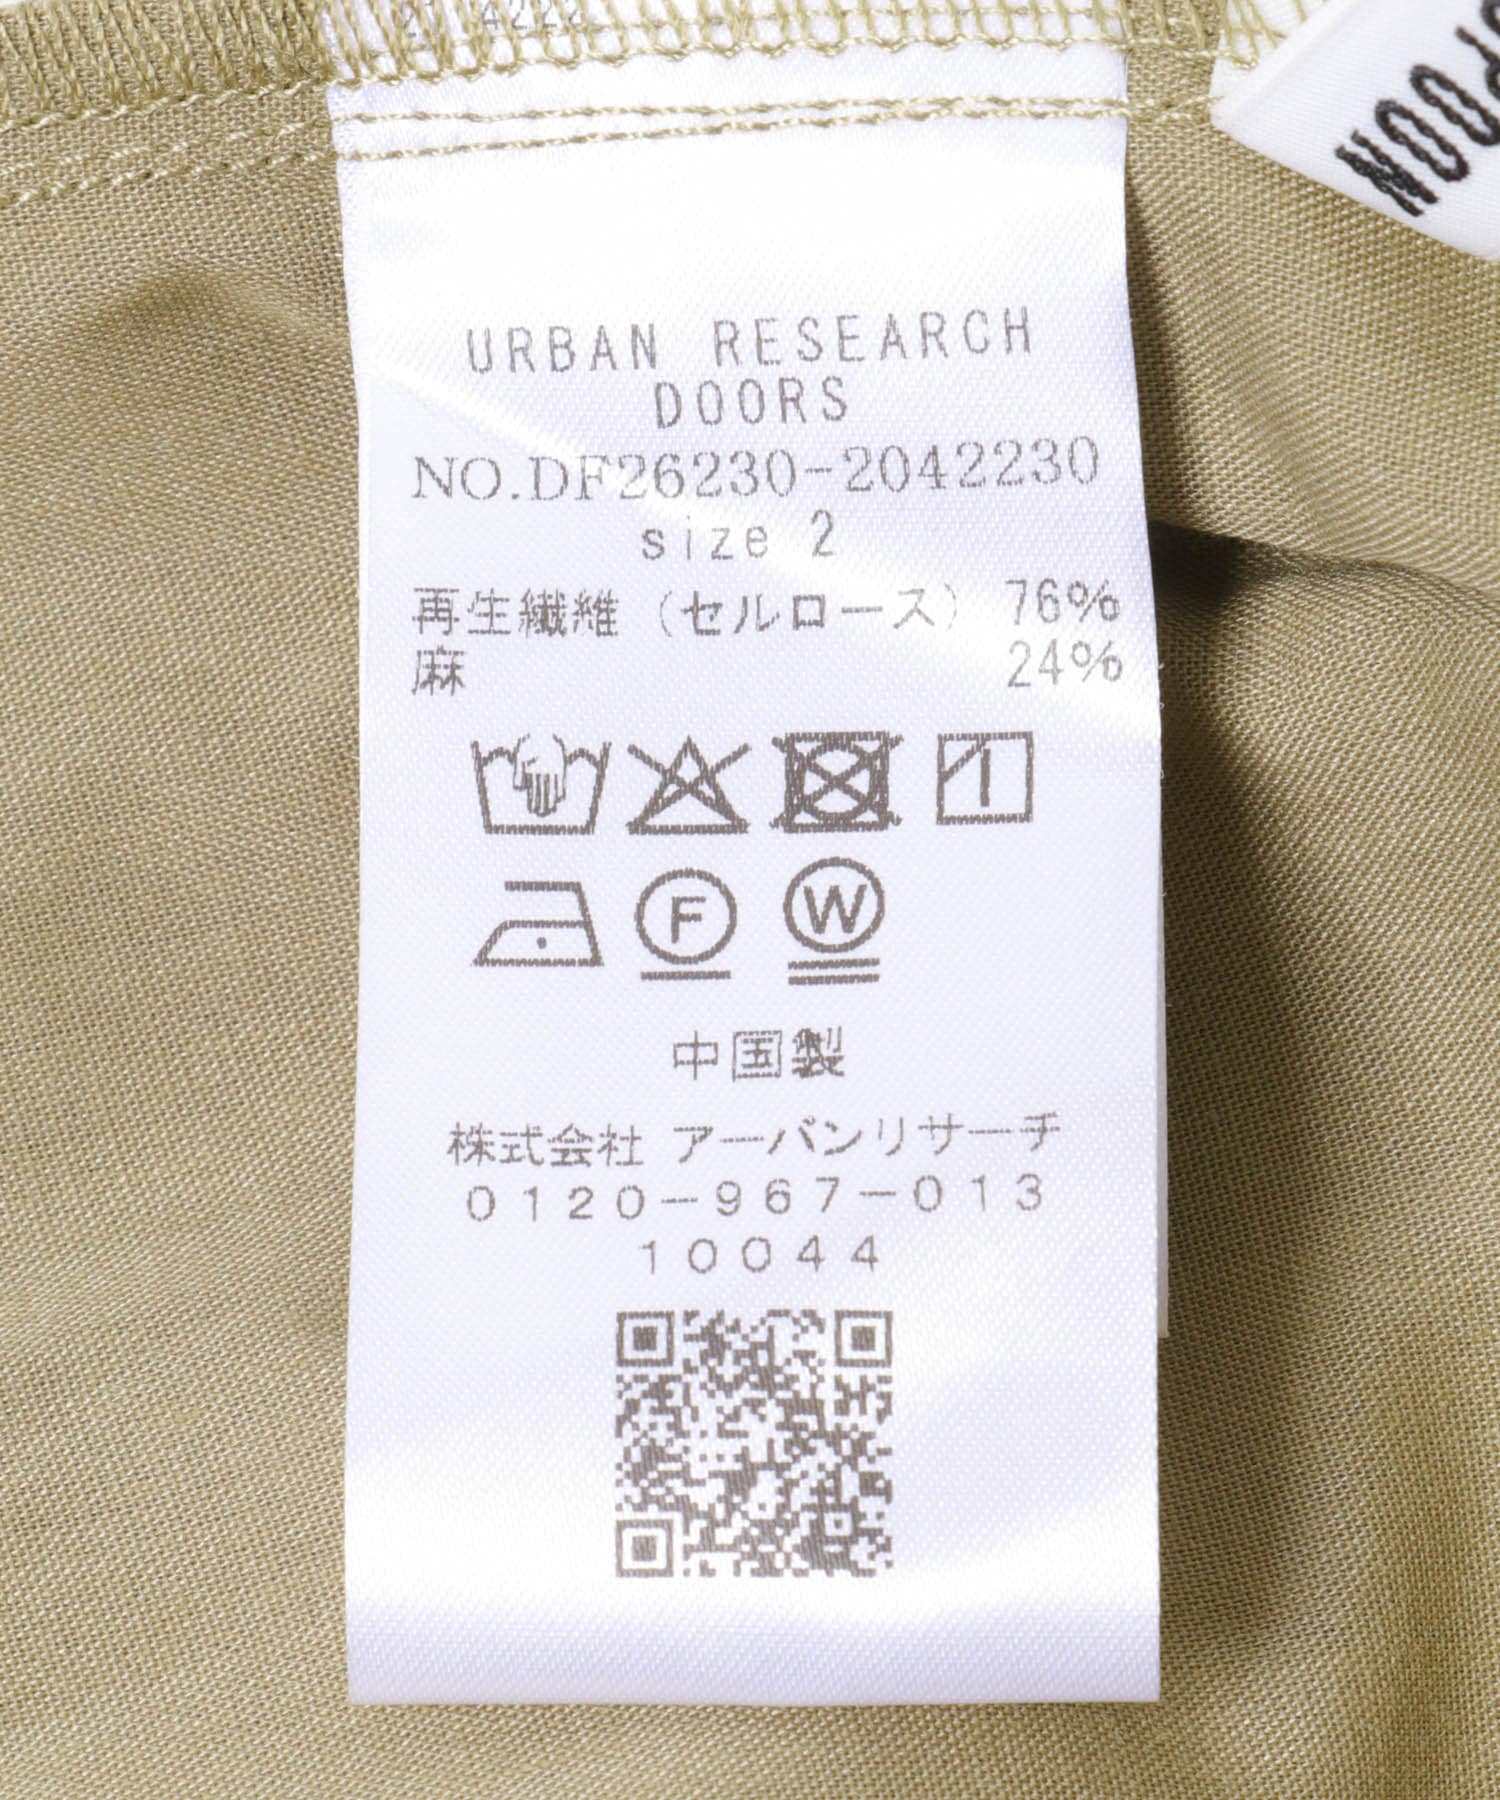 URBAN RESEARCH
DOORS
NO.DF26230-2042230
size 2
再生繊維（セルロース） 76%
麻 24%
F W
中国製
株式会社 アーバンリサーチ
0120-967-013
10044